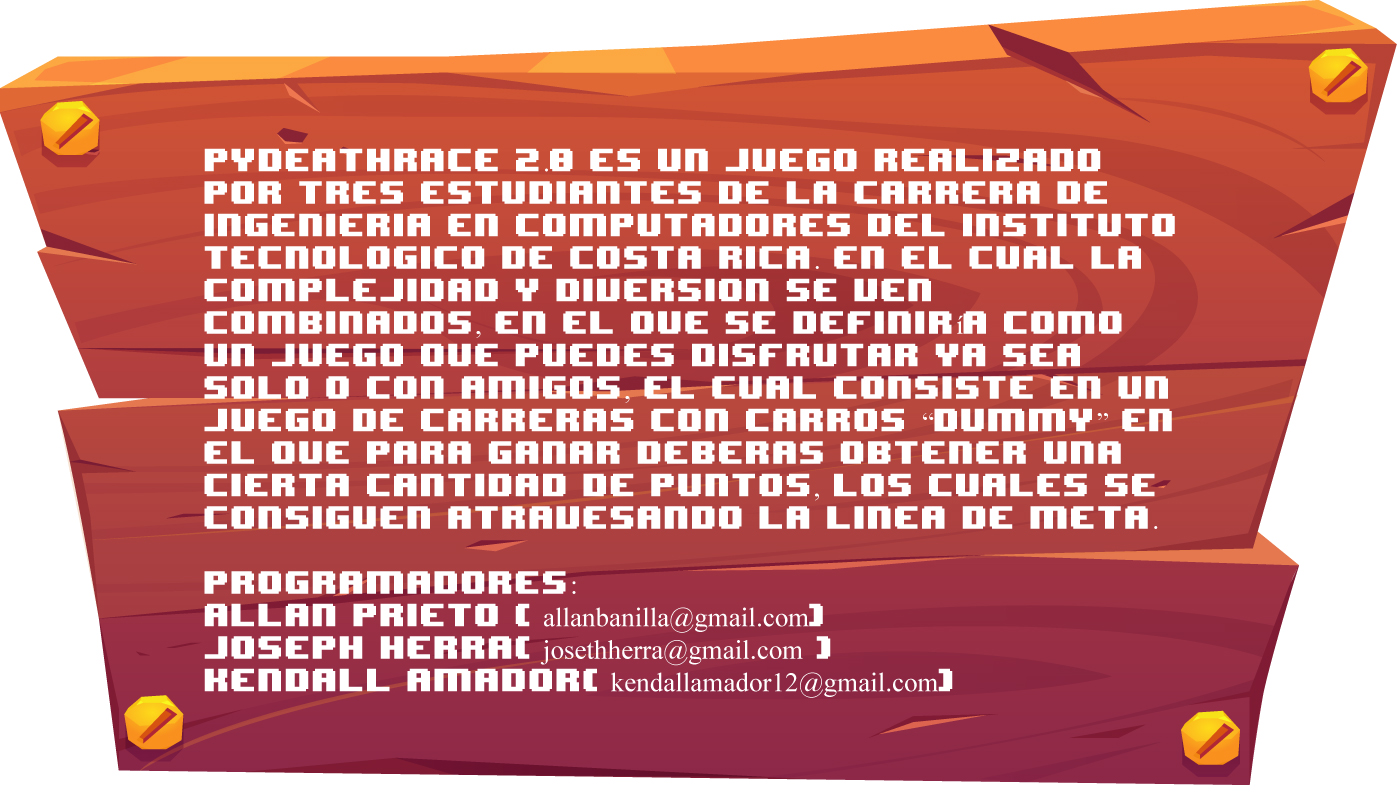 PYDEATHRACE 2.0 ES UN JUEGO REALIZADO
POR TRES ESTUDIANTES DE LA CARRERA DE
INGENIERIA EN COMPUTADORES DEL INSTITUTO
TECNOLOGICO DE COSTA RICA. EN EL CUAL LA
COMPLEJIDAD Y DIVERSION SE VEN
COMBINADOS, EN EL QUE SE DEFINIRíA COMO
UN JUEGO QUE PUEDES DISFRUTAR YA SEA
SOLO O CON AMIGOS, EL CUAL CONSISTE EN UN
JUEGO DE CARRERAS CON CARROS “DUMMY” EN
EL QUE PARA GANAR DEBERAS OBTENER UNA
CIERTA CANTIDAD DE PUNTOS, LOS CUALES SE
CONSIGUEN ATRAVESANDO LA LINEA DE META.
PROGRAMADORES:
ALLAN PRIETO ( allanbanilla@gmail.com)
JOSEPH HERRA( josethherra@gmail.com )
KENDALL AMADOR( kendallamador12@gmail.com)